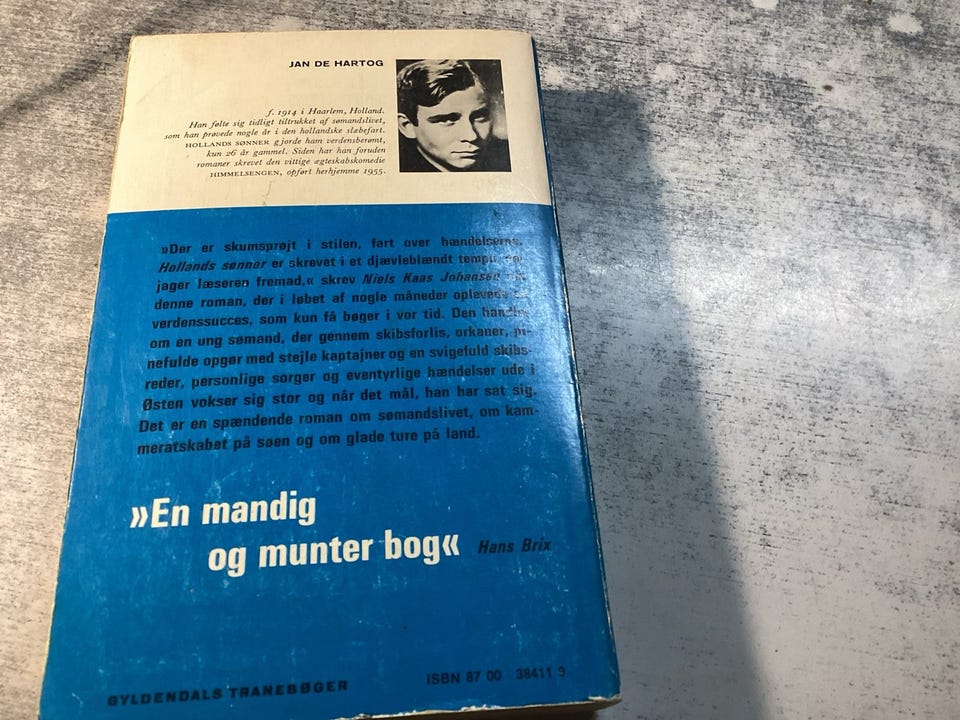 JAN DE HARTOG
f. 1914 i Haarlem, Holland.
Han følte sig tidligt tiltrukket af sømandslivet,
som han prøvede nogle år i den hollandske slæbefart.
HOLLANDS SØNNER gjorde ham verdensberømt,
kun 26 år gammel. Siden har han foruden
romaner skrevet den vittige ægteskabskomedie
HIMMELSENGEN, opført herhjemme 1955.
»Der er skumsprøjt i stilen, fart over hændelserne.
Hollands sønner er skrevet i et djævleblændt tempo,
jager læseren fremad,« skrev Niels Kaas Johansen
denne roman, der i løbet af nogle måneder oplevede
verdenssucces, som kun få bøger i vor tid. Den handler
om en ung sømand, der gennem skibsforlis, orkaner, pi-
nefulde opgør med stejle kaptajner og en svigefuld skibs-
reder, personlige sorger og eventyrlige hændelser ude i
Østen vokser sig stor og når det mål, han har sat sig.
Det er en spændende roman om sømandslivet, om kam-
meratskabet på søen og om glade ture på land.
»En mandig
og munter bog« Hans Brix
GYLDENDALS TRANEBØGER
ISBN 87 00 38411 9